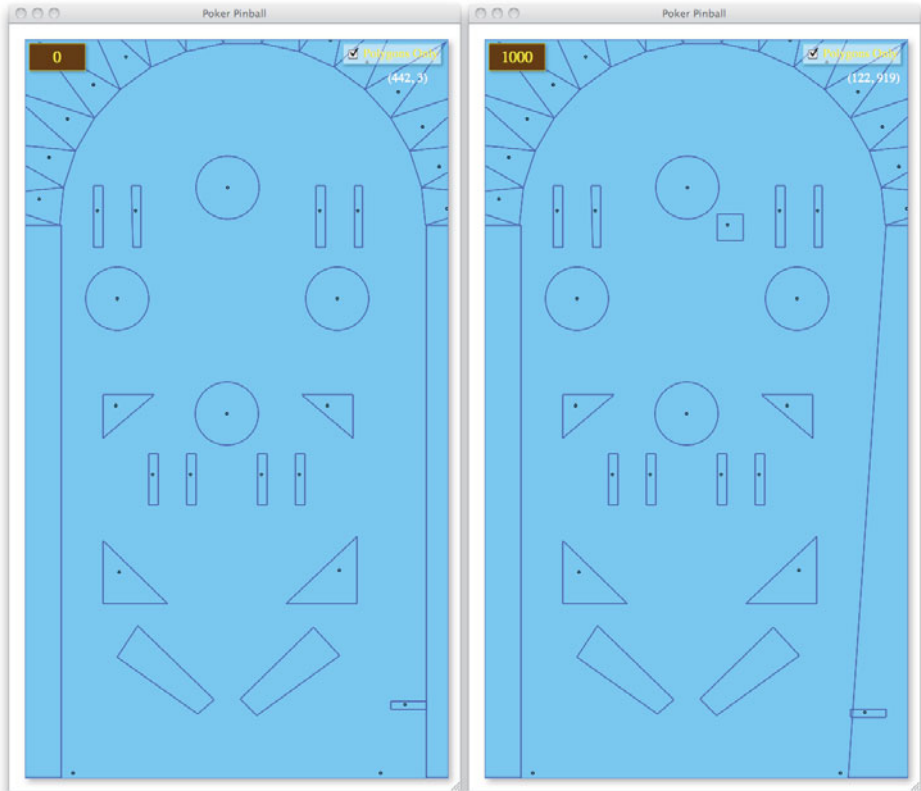 Poker Pinball
0
Polygons Only
(442, 3)
Poker Pinball
1000
Polygons Only
(122, 919)